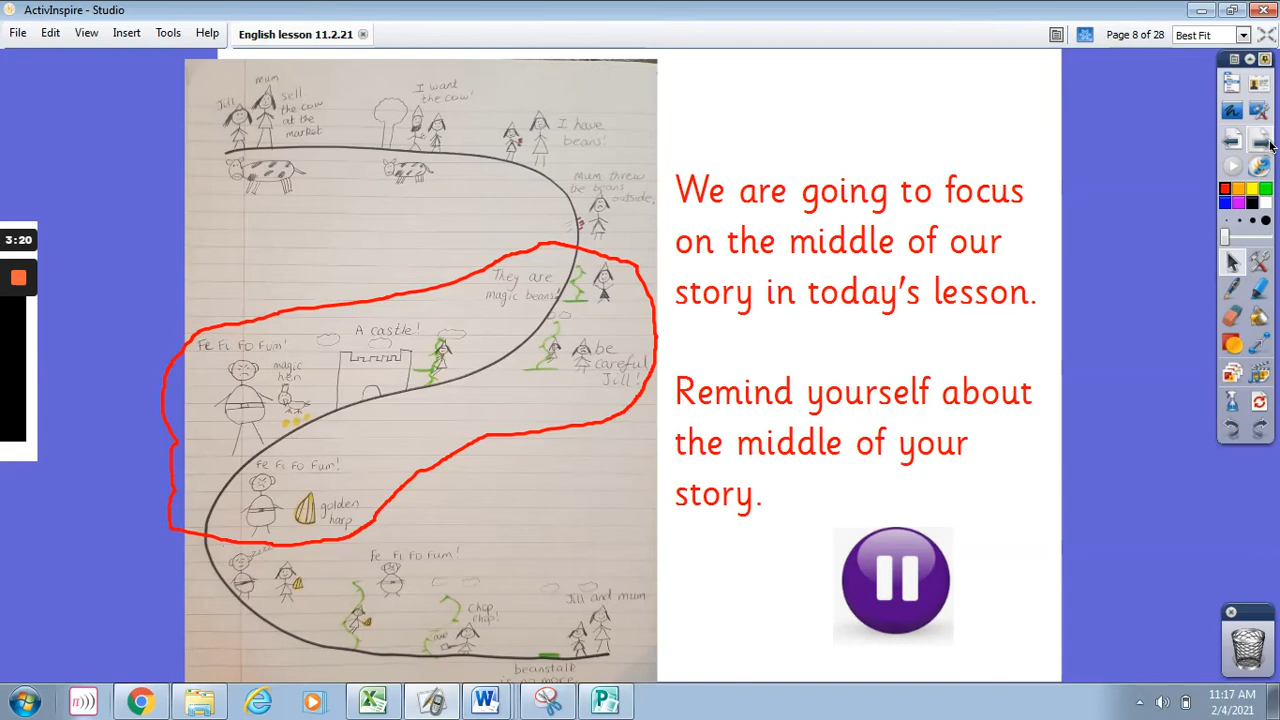 ActivInspire - Studio
File Edit View Insert Tools Help
English lesson 11.2.21
Page 8 of 28
Best Fit
3:20
Jill
mum
sell
the cow
at the
market
I want
the cow!
I have
beans!
Mum threw
the beans
outside.
They are
magic beans!
be
careful
Jill!
A castle!
Fe Fi Fo Fum!
magic
hen
Fe Fi Fo Fum!
golden
harp
zzzz
Fe Fi Fo Fum!
Chop
chop!
axe
Jill and mum
beanstalk
is no more
We are going to focus
on the middle of our
story in today's lesson.
Remind yourself about
the middle of your
story.
11:17 AM
2/4/2021